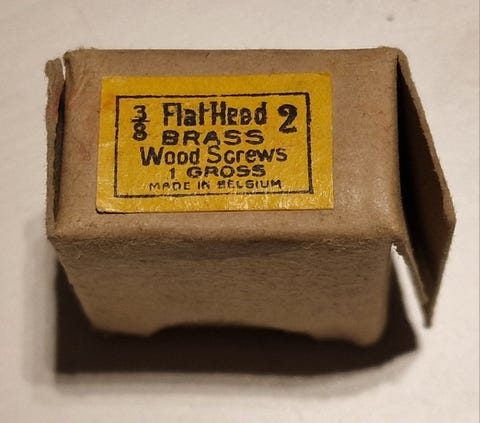 3/8 Flat Head 2
BRASS
Wood Screws
1 GROSS
MADE IN BELGIUM